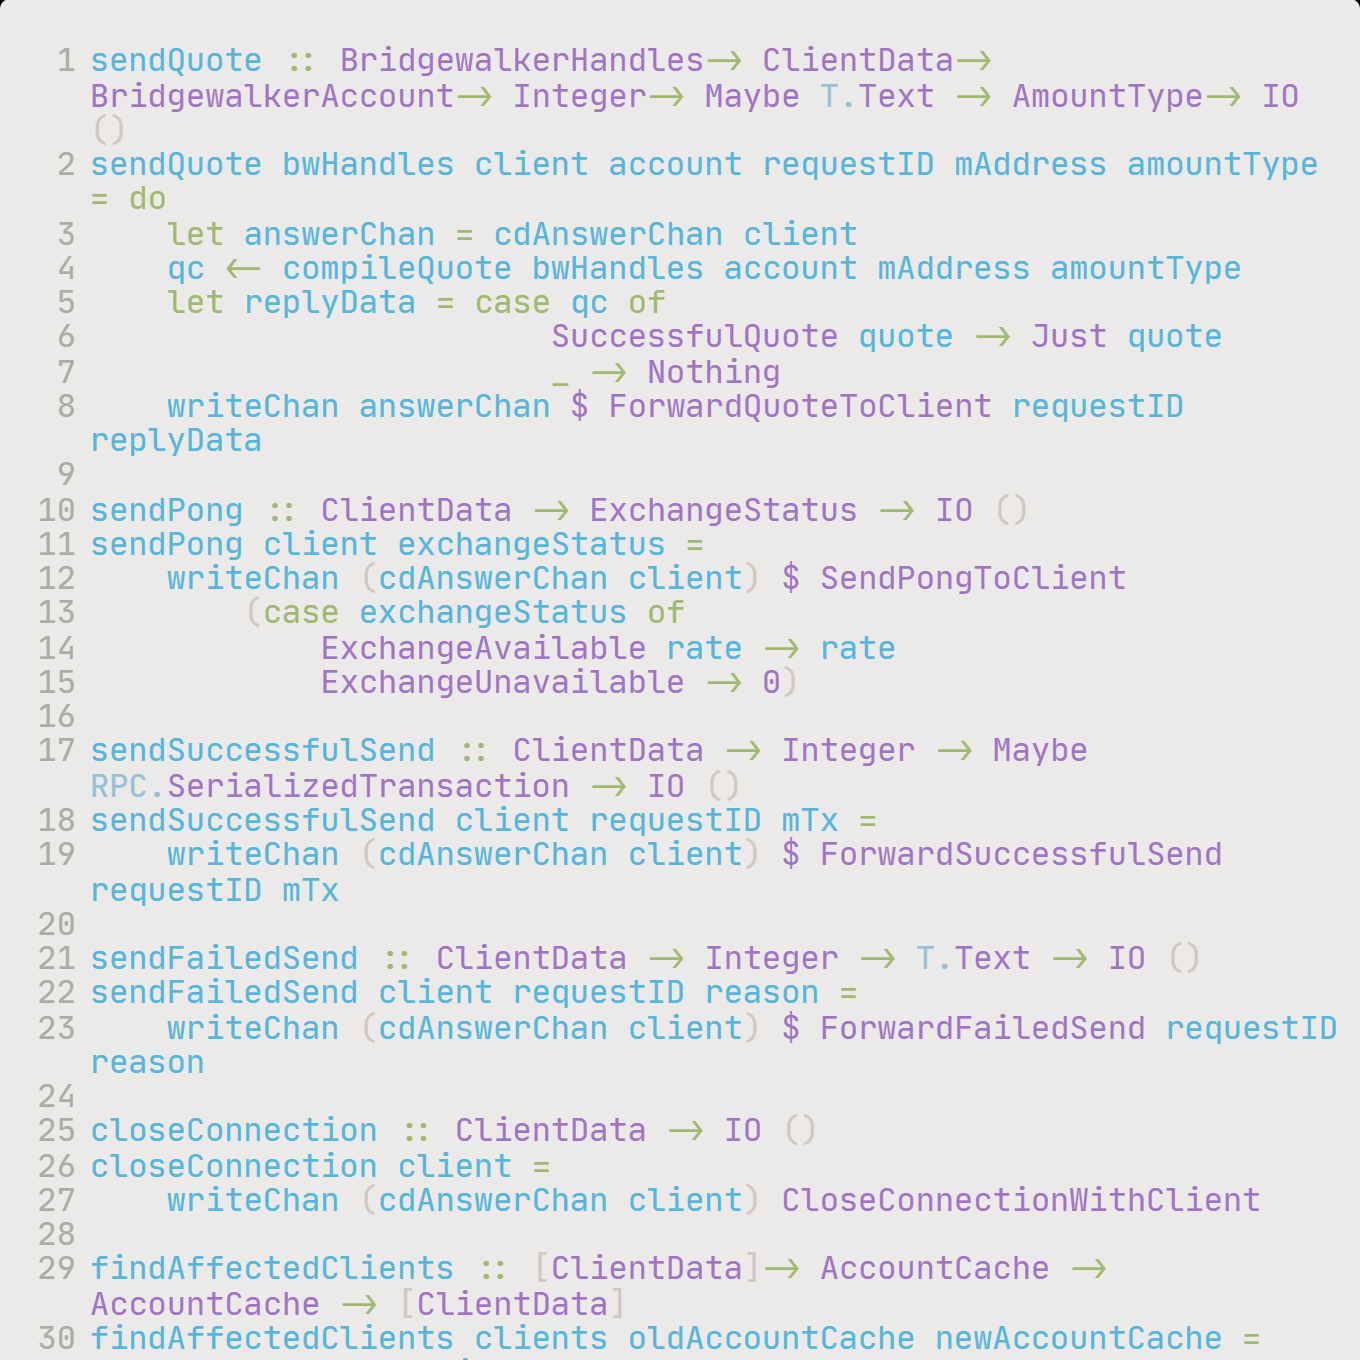 1 sendQuote :: BridgewalkerHandles-> ClientData->
BridgewalkerAccount-> Integer-> Maybe T.Text -> AmountType-> IO
()
2 sendQuote bwHandles client account requestID mAddress amountType
= do
3     let answerChan = cdAnswerChan client
4     qc <- compileQuote bwHandles account mAddress amountType
5     let replyData = case qc of
6                         SuccessfulQuote quote -> Just quote
7                         _ -> Nothing
8     writeChan answerChan $ ForwardQuoteToClient requestID
replyData
9
10 sendPong :: ClientData -> ExchangeStatus -> IO ()
11 sendPong client exchangeStatus =
12     writeChan (cdAnswerChan client) $ SendPongToClient
13         (case exchangeStatus of
14             ExchangeAvailable rate -> rate
15             ExchangeUnavailable -> 0)
16
17 sendSuccessfulSend :: ClientData -> Integer -> Maybe
RPC.SerializedTransaction -> IO ()
18 sendSuccessfulSend client requestID mTx =
19     writeChan (cdAnswerChan client) $ ForwardSuccessfulSend
requestID mTx
20
21 sendFailedSend :: ClientData -> Integer -> T.Text -> IO ()
22 sendFailedSend client requestID reason =
23     writeChan (cdAnswerChan client) $ ForwardFailedSend requestID
reason
24
25 closeConnection :: ClientData -> IO ()
26 closeConnection client =
27     writeChan (cdAnswerChan client) CloseConnectionWithClient
28
29 findAffectedClients :: [ClientData]-> AccountCache ->
AccountCache -> [ClientData]
30 findAffectedClients clients oldAccountCache newAccountCache =